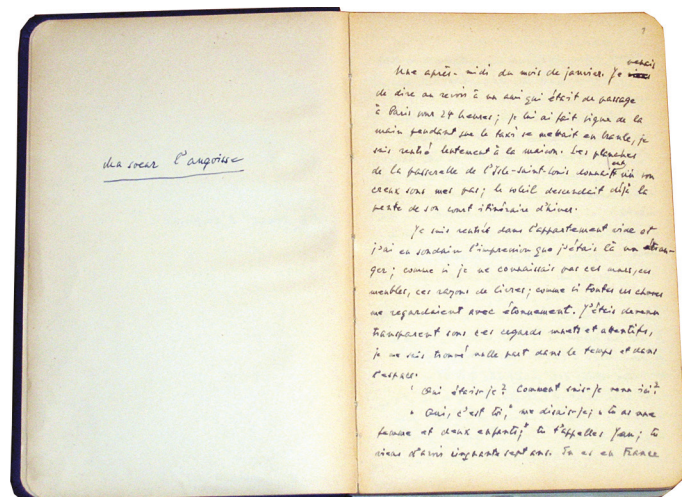 Ma soeur l'angoisse
1
Une après-midi du mois de janvier. Je venais
de dire au revoir à un ami qui était de passage
à Paris pour 24 heures; je lui ai fait signe de la
main pendant que le taxi se mettait en branle, je
suis rentré lentement à la maison. Les planches
de la passerelle de l'Isle-Saint-Louis ont un son
creux sous mes pas; le soleil descendait déjà la
pente de son court itinéraire d'hiver.
Je suis rentré dans l'appartement vide et
j'ai eu soudain l'impression que j'étais là un étran-
ger; comme si je ne connaissais pas ces murs, ces
meubles, ces rayons de livres; comme si toutes ces choses
me regardaient avec étonnement. J'étais devenu
transparent sous ces regards muets et attentifs,
je me suis trouvé nulle part dans le temps et dans
l'espace.
" Qui étais-je? Comment suis-je venu ici?
" Oui, c'est toi," me disais-je; " tu as une
femme et deux enfants," tu t'appelles Jean; tu
viens d'avoir cinquante sept ans. Tu es en France